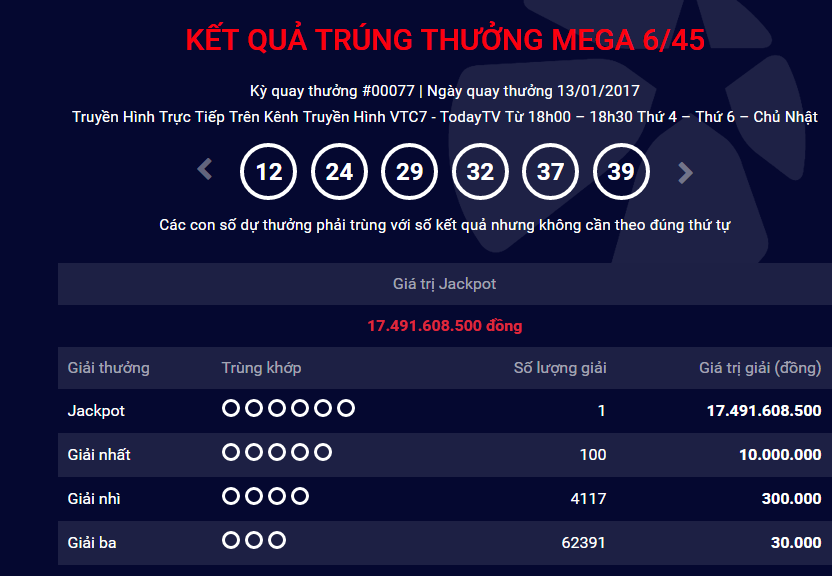 KẾT QUẢ TRÚNG THƯỞNG MEGA 6/45
Kỳ quay thưởng #00077 | Ngày quay thưởng 13/01/2017
Truyền Hình Trực Tiếp Trên Kênh Truyền Hình VTC7 - TodayTV Từ 18h00 – 18h30 Thứ 4 – Thứ 6 – Chủ Nhật
12 24 29 32 37 39
Các con số dự thưởng phải trùng với số kết quả nhưng không cần theo đúng thứ tự
Giá trị Jackpot
17.491.608.500 đồng
Giải thưởng Trùng khớp Số lượng giải Giá trị giải (đồng)
Jackpot 1 17.491.608.500
Giải nhất 100 10.000.000
Giải nhì 4117 300.000
Giải ba 62391 30.000